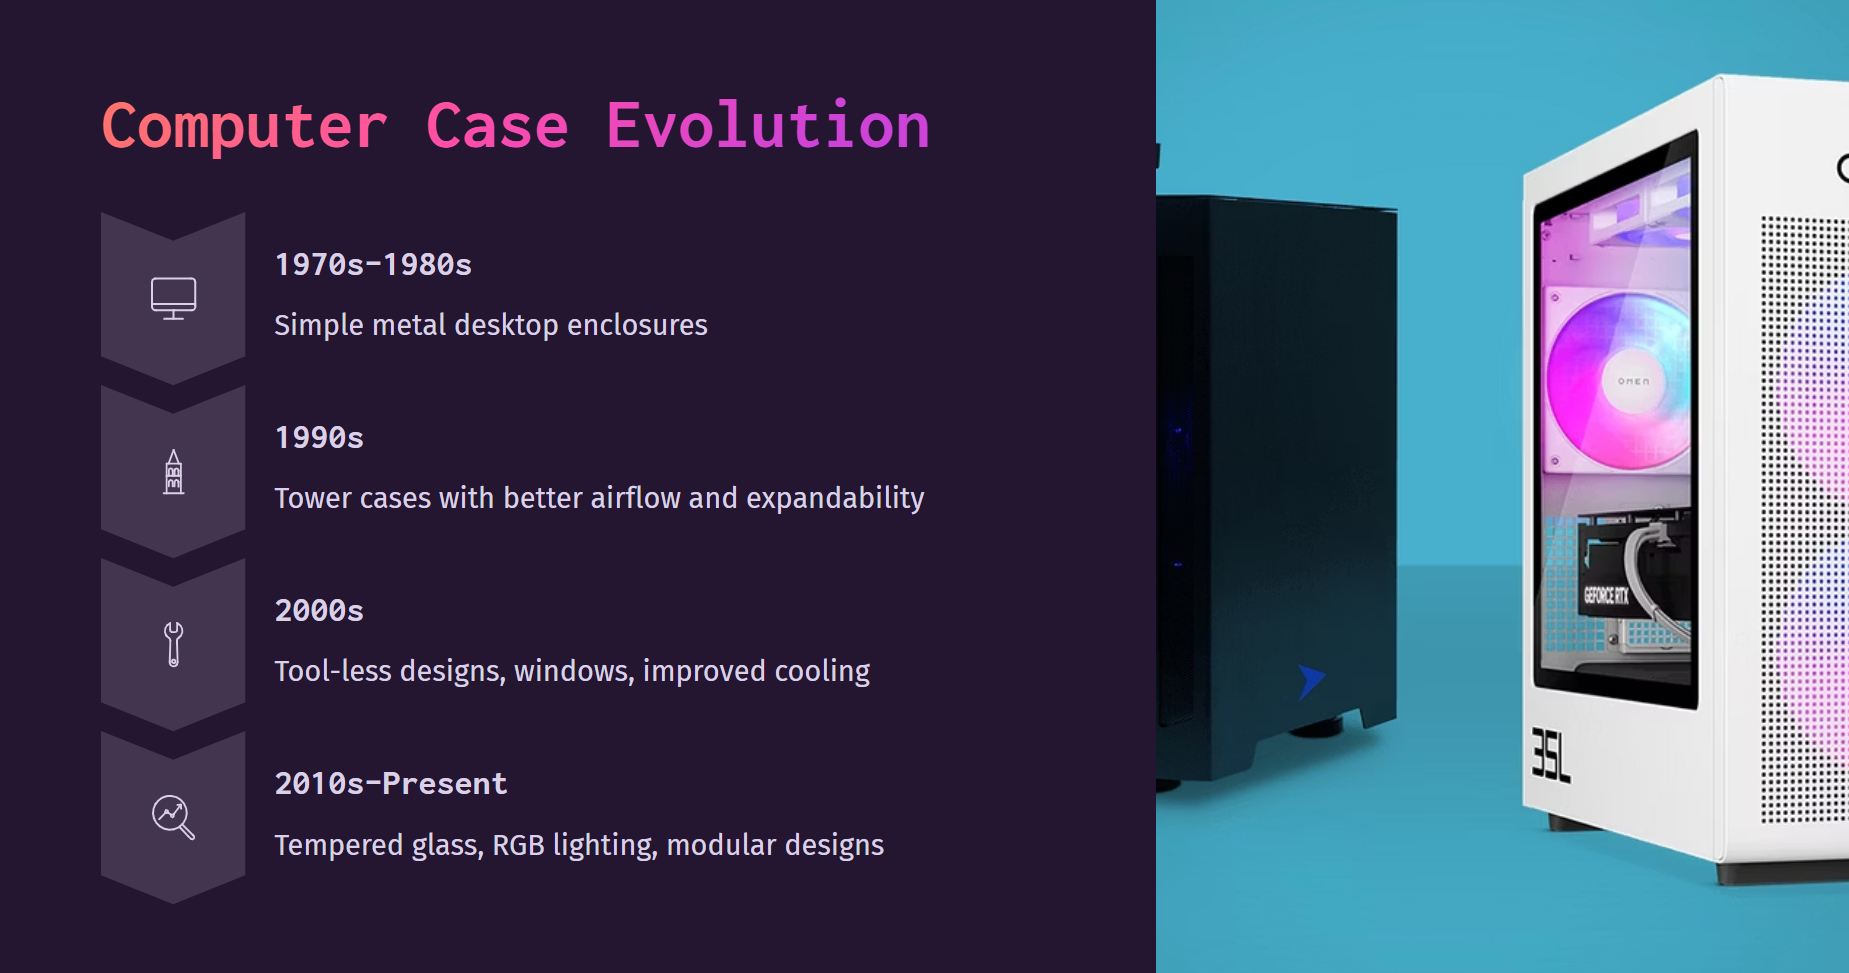 Computer Case Evolution
1970s-1980s
Simple metal desktop enclosures
1990s
Tower cases with better airflow and expandability
2000s
Tool-less designs, windows, improved cooling
2010s-Present
Tempered glass, RGB lighting, modular designs
OMEN
GEFORCE RTX
35L